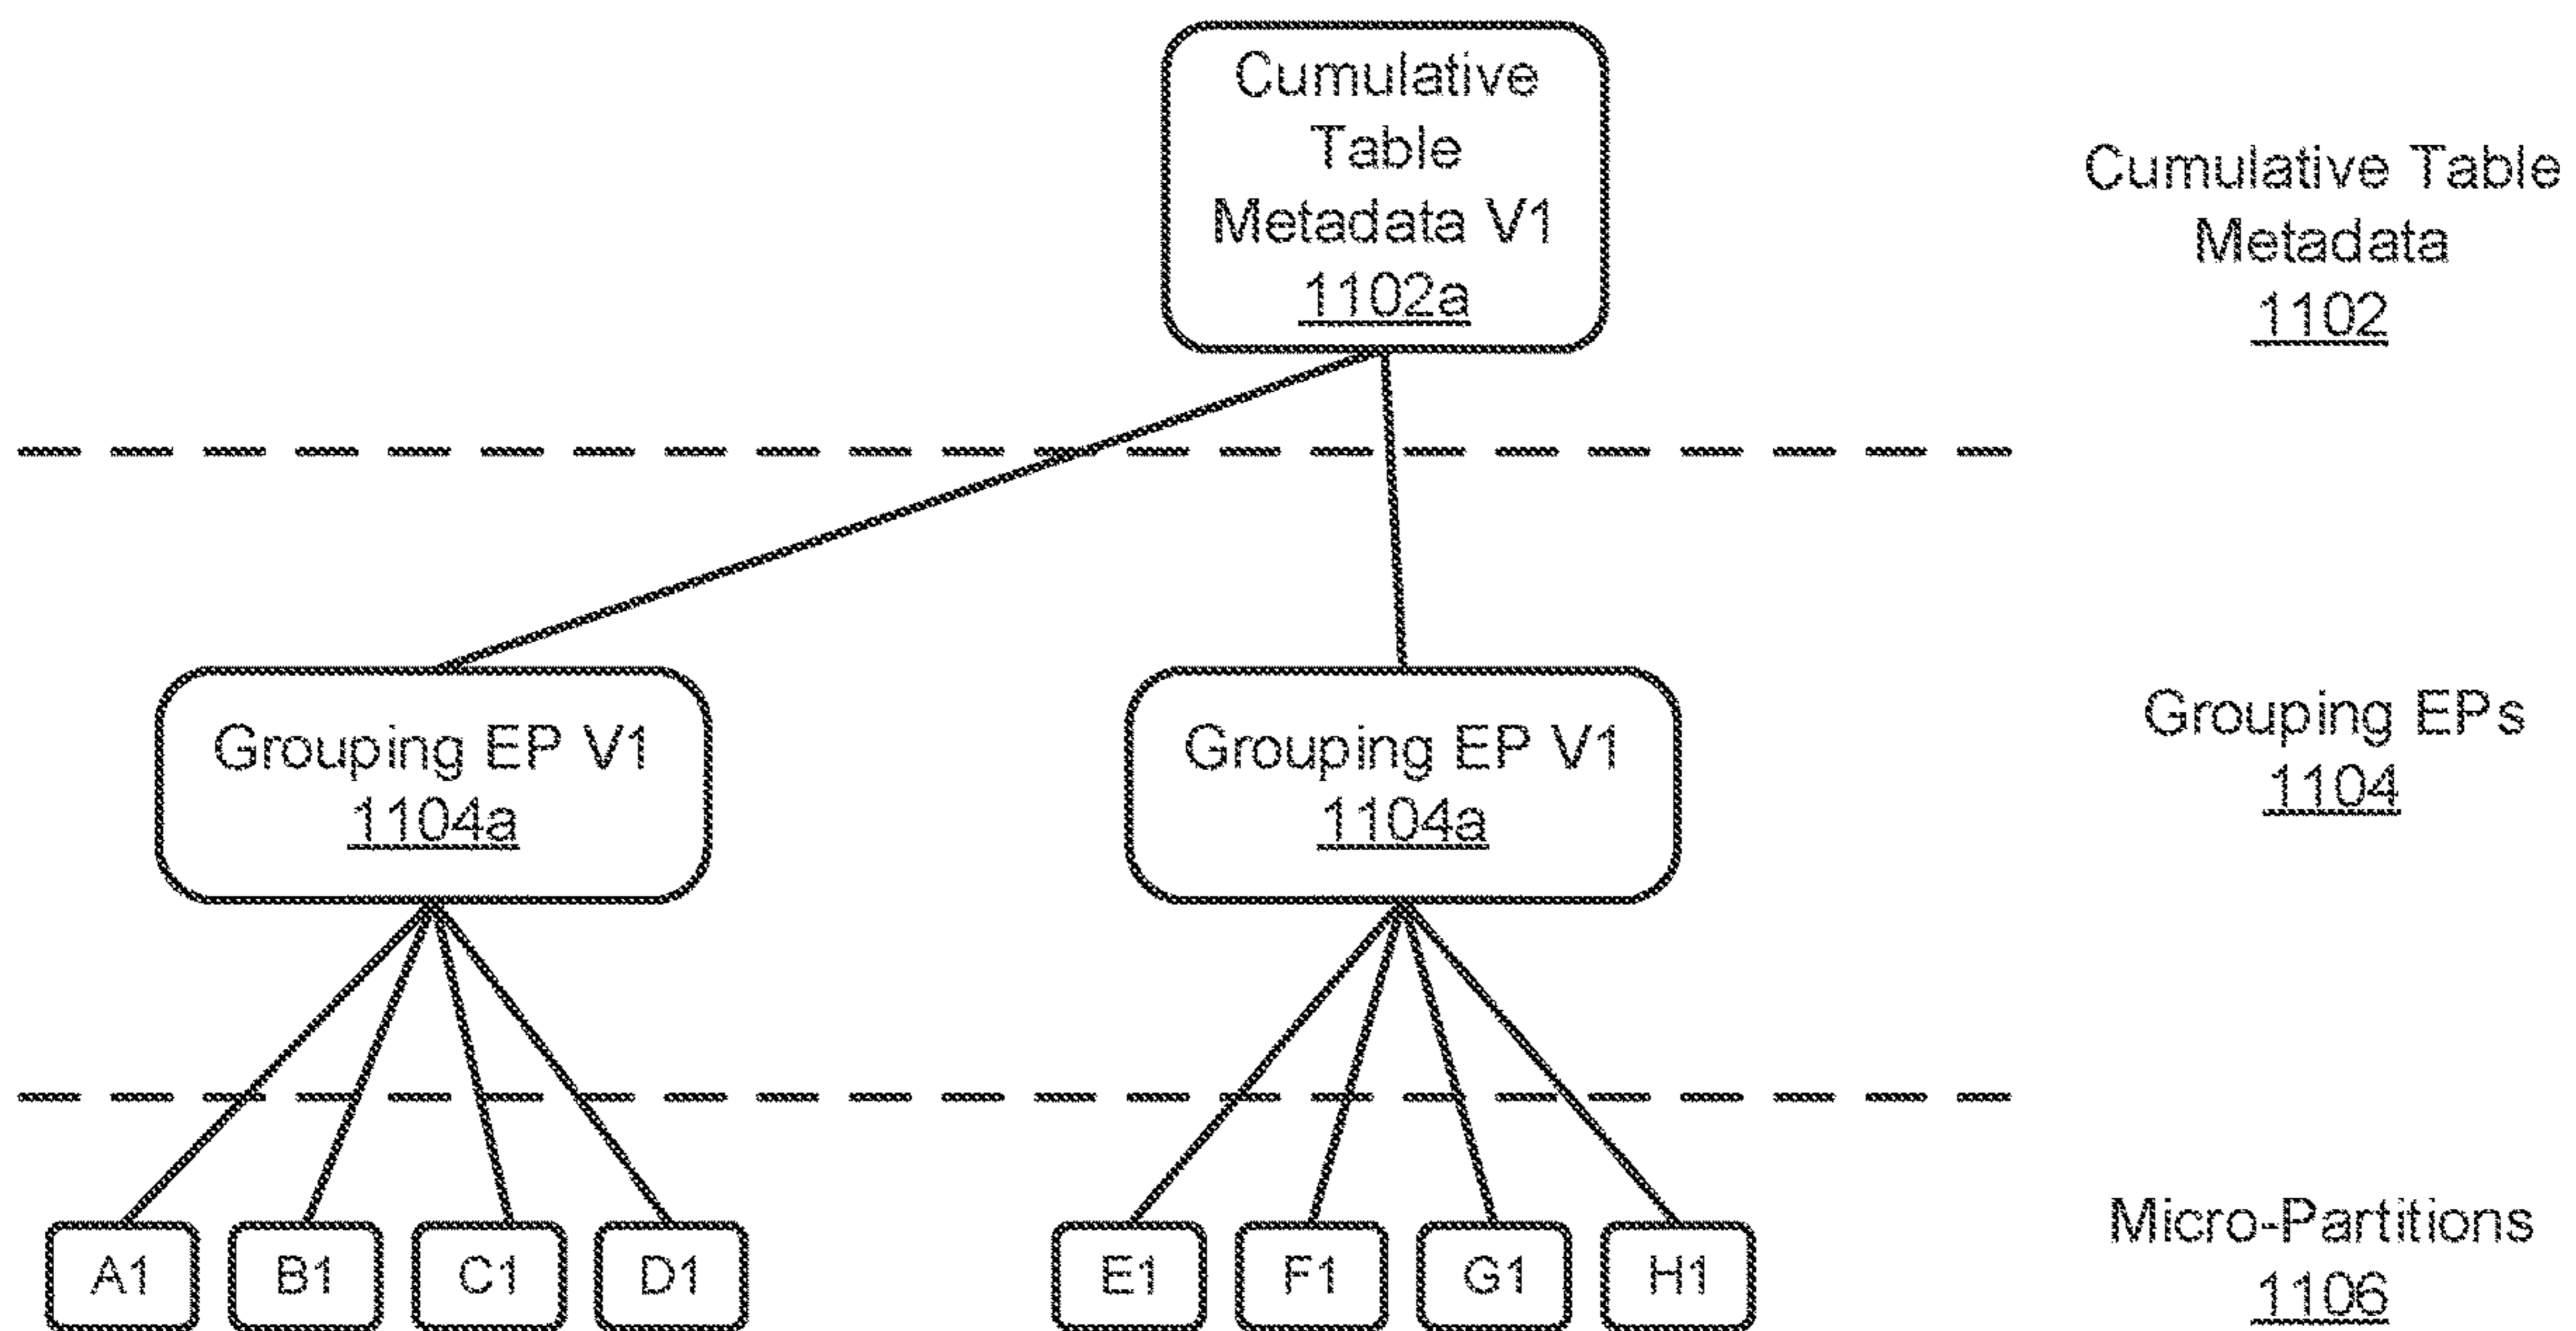 Cumulative
Table
Metadata V1
1102a
Cumulative Table
Metadata
1102
Grouping EP V1
1104a
Grouping EP V1
1104a
Grouping EPs
1104
A1
B1
C1
D1
E1
F1
G1
H1
Micro-Partitions
1106